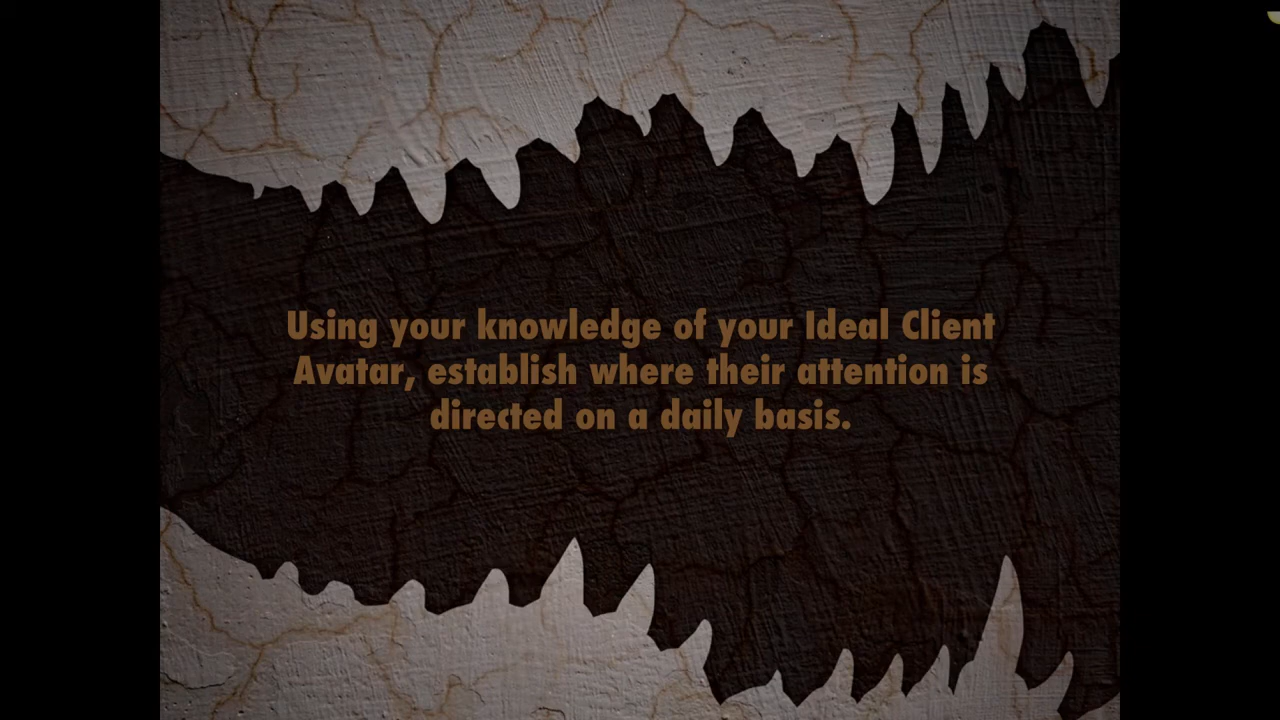 Using your knowledge of your Ideal Client
Avatar, establish where their attention is
directed on a daily basis.